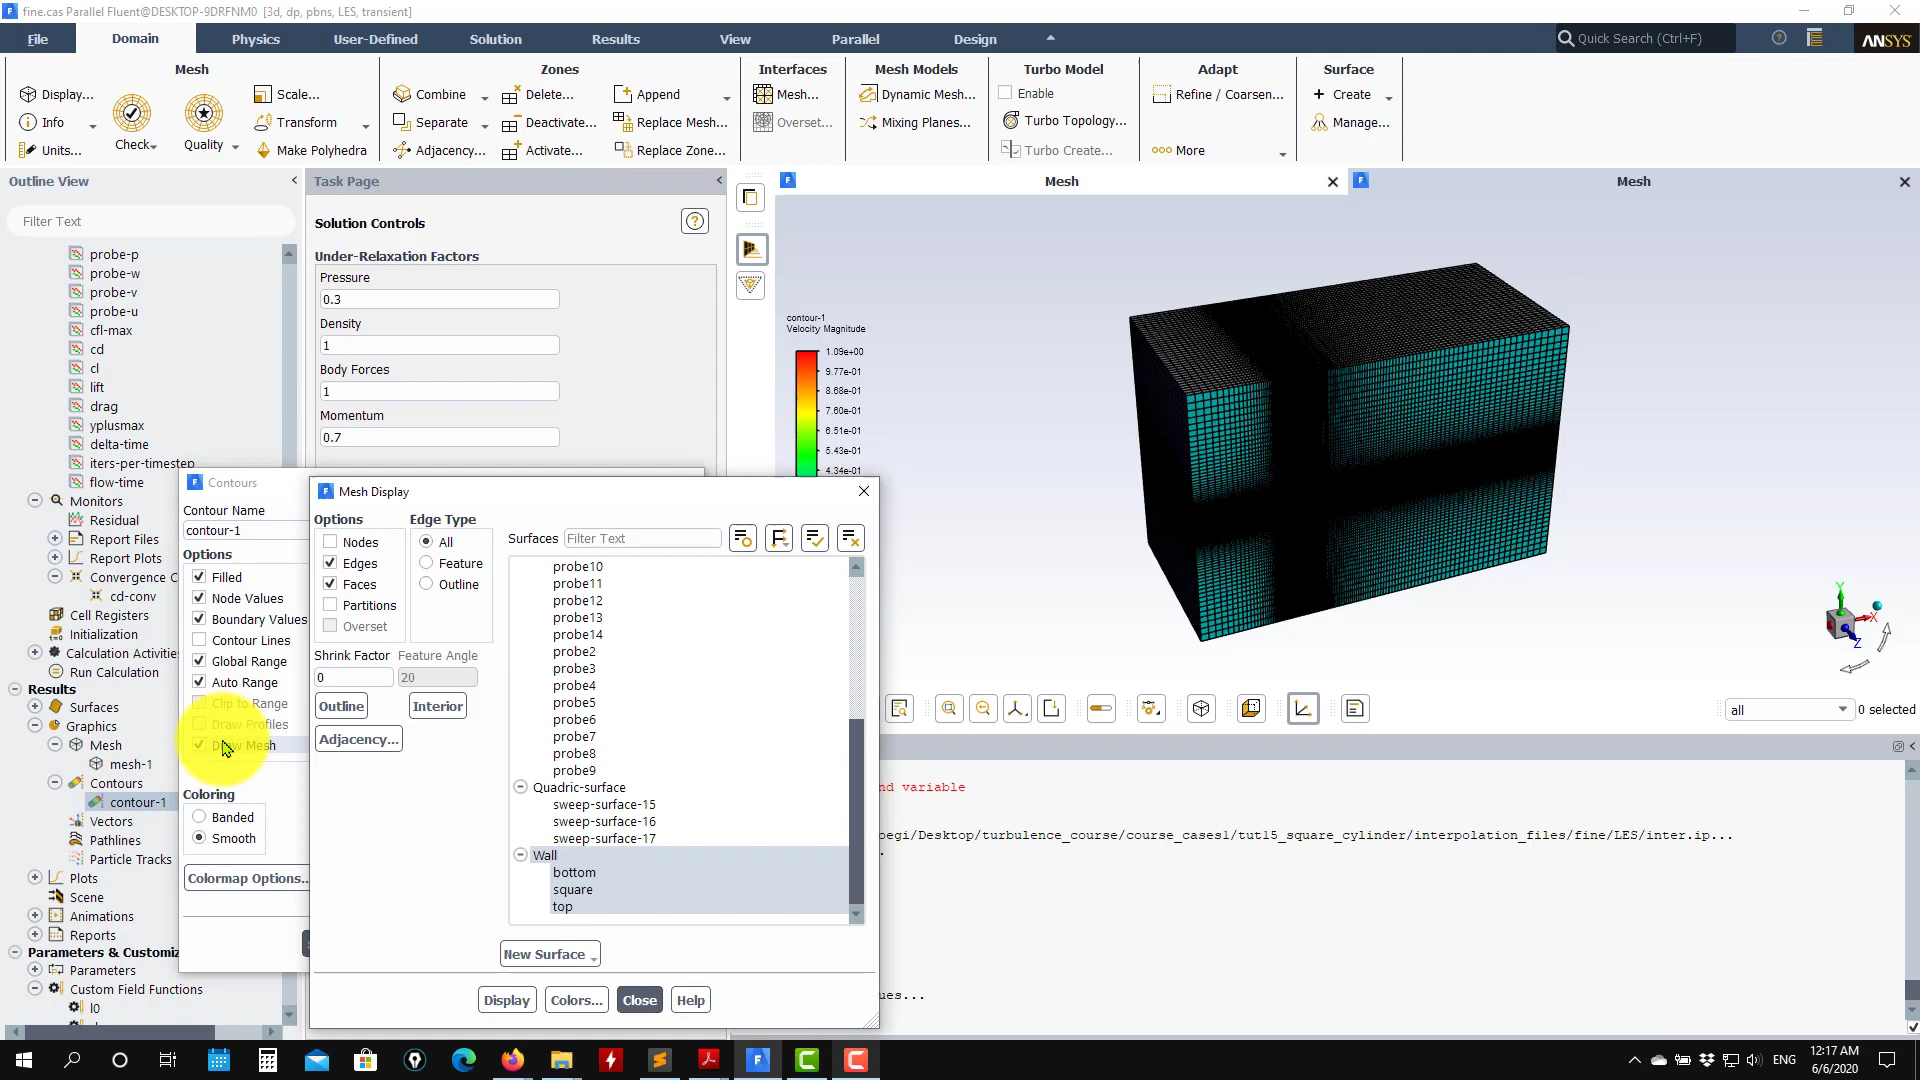 fine.cas Parallel Fluent@DESKTOP-9DRFNM0 [3d, dp, pbns, LES, transient]
File Domain Physics User-Defined Solution Results View Parallel Design Quick Search (Ctrl+F) ANSYS
Mesh Zones Interfaces Mesh Models Turbo Model Adapt Surface
Display... Scale... Combine Delete... Append Mesh... Dynamic Mesh... Enable Refine / Coarsen... Create
Info Transform Separate Deactivate... Replace Mesh... Overset... Mixing Planes... Turbo Topology... Manage...
Units... Check Quality Make Polyhedra Adjacency... Activate... Replace Zone... Turbo Create... More
Outline View
Filter Text
probe-p
probe-w
probe-v
probe-u
cfl-max
cd
cl
lift
drag
yplusmax
delta-time
iters-per-timestep
flow-time
Monitors
Residual
Report Files
Report Plots
Convergence C
cd-conv
Cell Registers
Initialization
Calculation Activitie
Run Calculation
Results
Surfaces
Graphics
Mesh
mesh-1
Contours
contour-1
Vectors
Pathlines
Particle Tracks
Plots
Scene
Animations
Reports
Parameters & Customiz
Parameters
Custom Field Functions
l0
Task Page
Solution Controls
Under-Relaxation Factors
Pressure
0.3
Density
1
Body Forces
1
Momentum
0.7
Contours
Contour Name
contour-1
Options
Filled
Node Values
Boundary Values
Contour Lines
Global Range
Auto Range
Clip to Range
Draw Profiles
Draw Mesh
Coloring
Banded
Smooth
Colormap Options..
Mesh Display
Options
Nodes
Edges
Faces
Partitions
Overset
Edge Type
All
Feature
Outline
Shrink Factor Feature Angle
0 20
Outline Interior
Adjacency...
Surfaces Filter Text
probe10
probe11
probe12
probe13
probe14
probe2
probe3
probe4
probe5
probe6
probe7
probe8
probe9
Quadric-surface
sweep-surface-15
sweep-surface-16
sweep-surface-17
Wall
bottom
square
top
New Surface
Display Colors... Close Help
Mesh
Mesh
contour-1
Velocity Magnitude
1.09e+00
9.77e-01
8.68e-01
7.60e-01
6.51e-01
5.43e-01
4.34e-01
Y
X
Z
all 0 selected
nd variable
pegi/Desktop/turbulence_course/course_cases1/tut15_square_cylinder/interpolation_files/fine/LES/inter.ip...
.
ues...
ENG
12:17 AM
6/6/2020